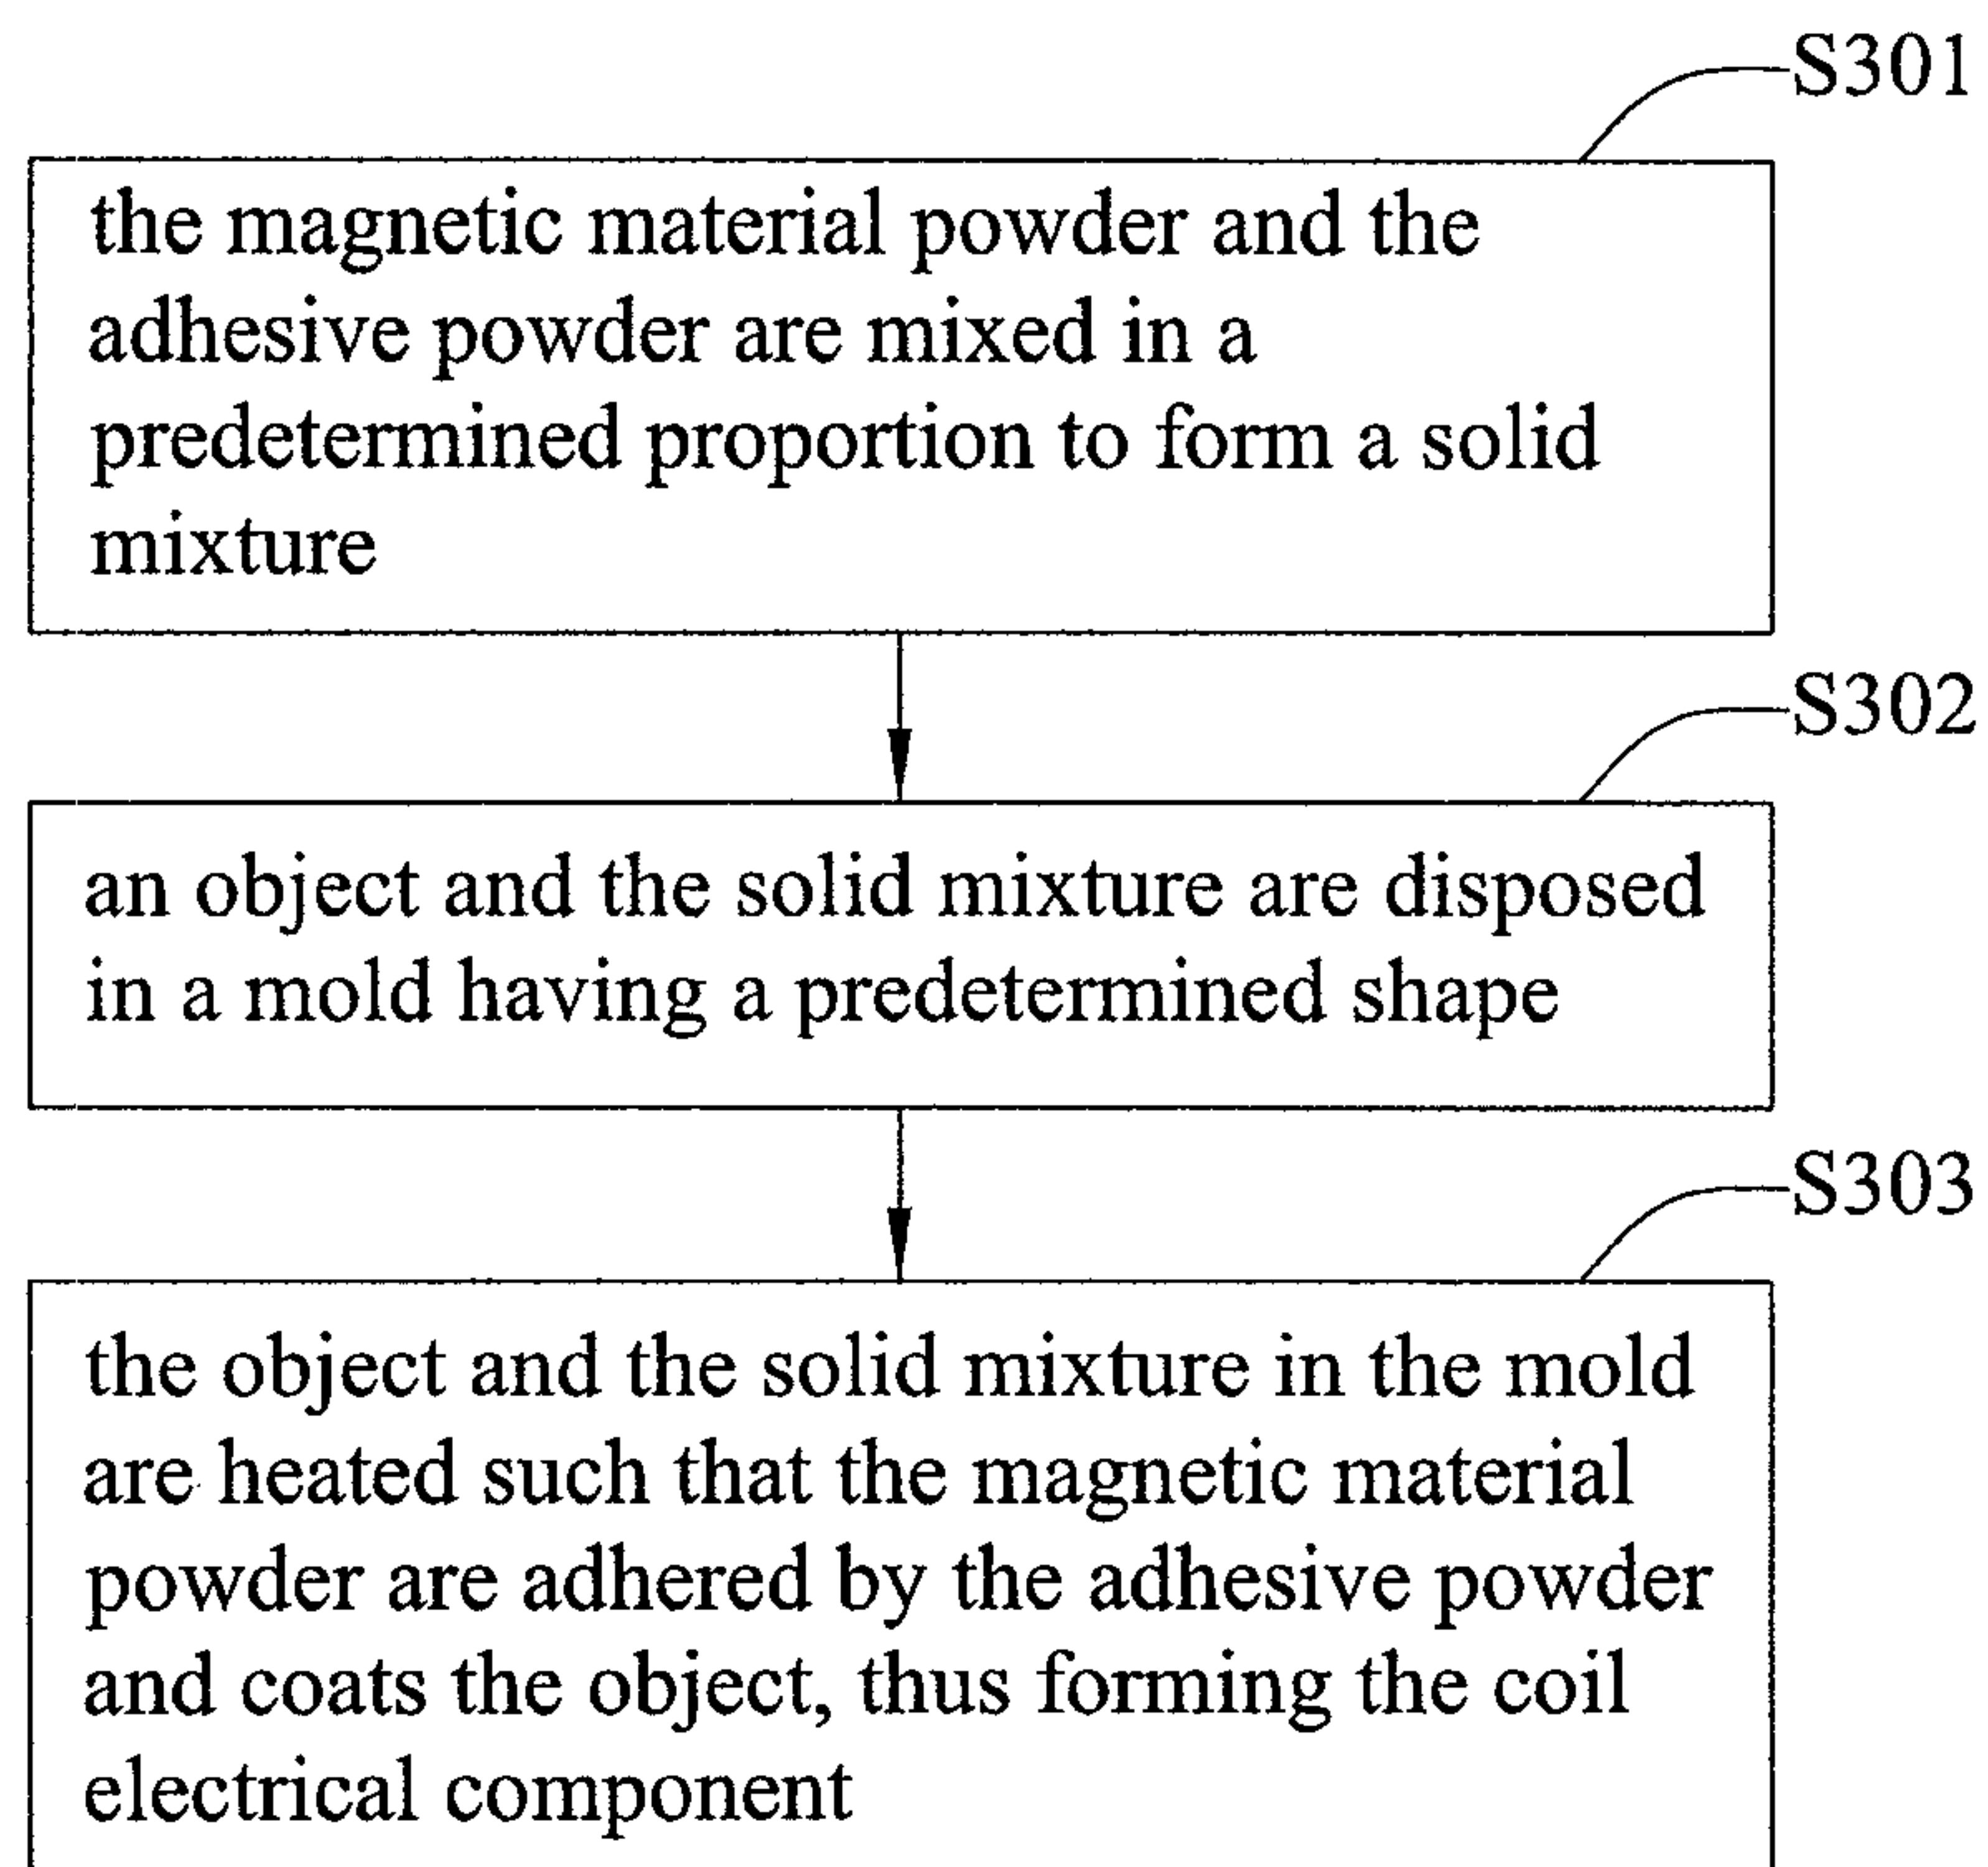 S301
the magnetic material powder and the
adhesive powder are mixed in a
predetermined proportion to form a solid
mixture
S302
an object and the solid mixture are disposed
in a mold having a predetermined shape
S303
the object and the solid mixture in the mold
are heated such that the magnetic material
powder are adhered by the adhesive powder
and coats the object, thus forming the coil
electrical component